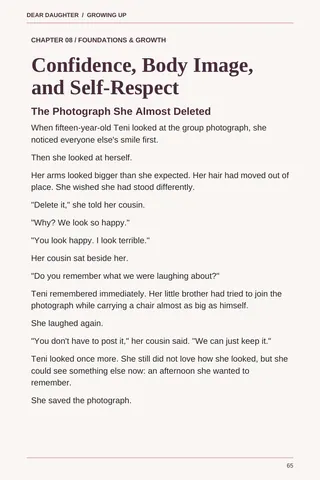 DEAR DAUGHTER / GROWING UP
CHAPTER 08 / FOUNDATIONS & GROWTH
Confidence, Body Image,
and Self-Respect
The Photograph She Almost Deleted
When fifteen-year-old Teni looked at the group photograph, she
noticed everyone else's smile first.
Then she looked at herself.
Her arms looked bigger than she expected. Her hair had moved out of
place. She wished she had stood differently.
"Delete it," she told her cousin.
"Why? We look so happy."
"You look happy. I look terrible."
Her cousin sat beside her.
"Do you remember what we were laughing about?"
Teni remembered immediately. Her little brother had tried to join the
photograph while carrying a chair almost as big as himself.
She laughed again.
"You don't have to post it," her cousin said. "We can just keep it."
Teni looked once more. She still did not love how she looked, but she
could see something else now: an afternoon she wanted to
remember.
She saved the photograph.
65